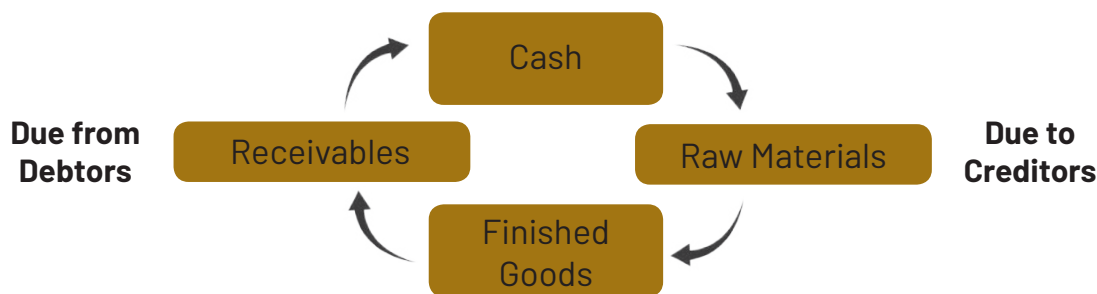 Cash
Due from
Debtors
Receivables
Raw Materials
Due to
Creditors
Finished
Goods